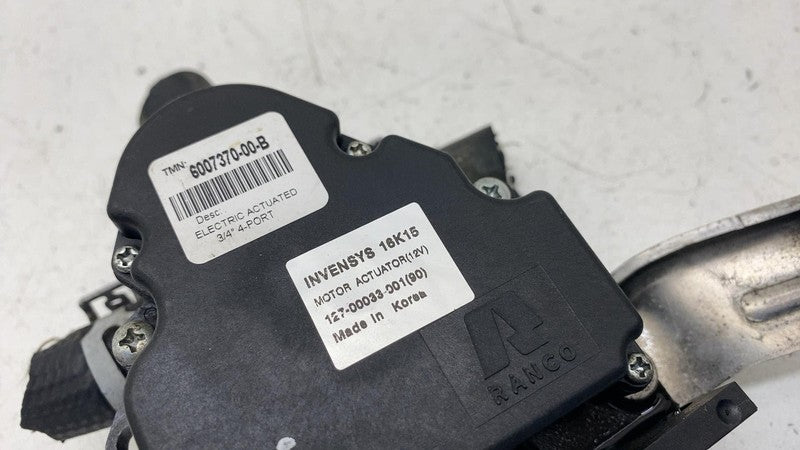 TMN: 6007370-00-B
Desc:
ELECTRIC ACTUATED
3/4" 4-PORT
INVENSYS 16K15
MOTOR ACTUATOR(12V)
127-00033-001(90)
Made in Korea
RANCO